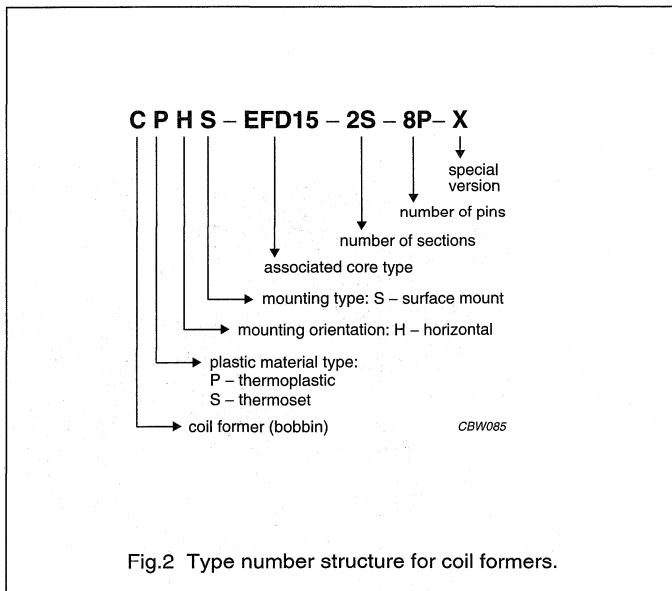 C P H S – EFD15 – 2S – 8P – X
special
version
number of pins
number of sections
associated core type
mounting type: S – surface mount
mounting orientation: H – horizontal
plastic material type:
P – thermoplastic
S – thermoset
coil former (bobbin)
CBW085
Fig.2 Type number structure for coil formers.